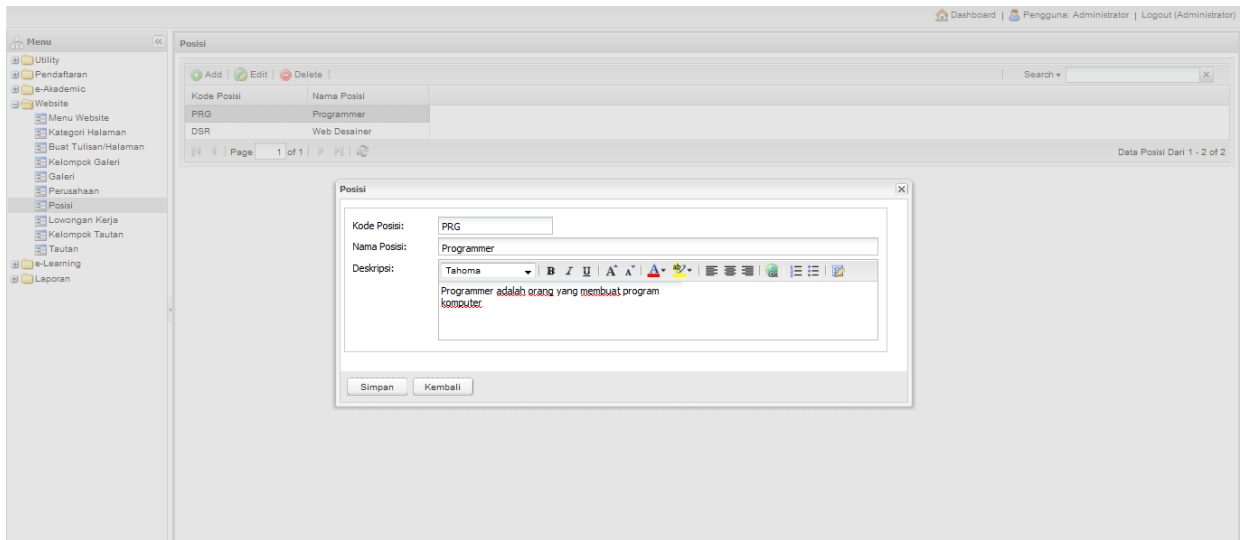 Dashboard | Pengguna: Administrator | Logout (Administrator)
Menu
Utility
Pendaftaran
e-Akademic
Website
Menu Website
Kategori Halaman
Buat Tulisan/Halaman
Kelompok Galeri
Galeri
Perusahaan
Posisi
Lowongan Kerja
Kelompok Tautan
Tautan
e-Learning
Laporan
Posisi
Add | Edit | Delete | Search
Kode Posisi Nama Posisi
PRG Programmer
DSR Web Desainer
Page 1 of 1 Data Posisi Dari 1 - 2 of 2
Posisi
Kode Posisi: PRG
Nama Posisi: Programmer
Deskripsi: Tahoma B I U A A A ab
Programmer adalah orang yang membuat program
komputer
Simpan Kembali